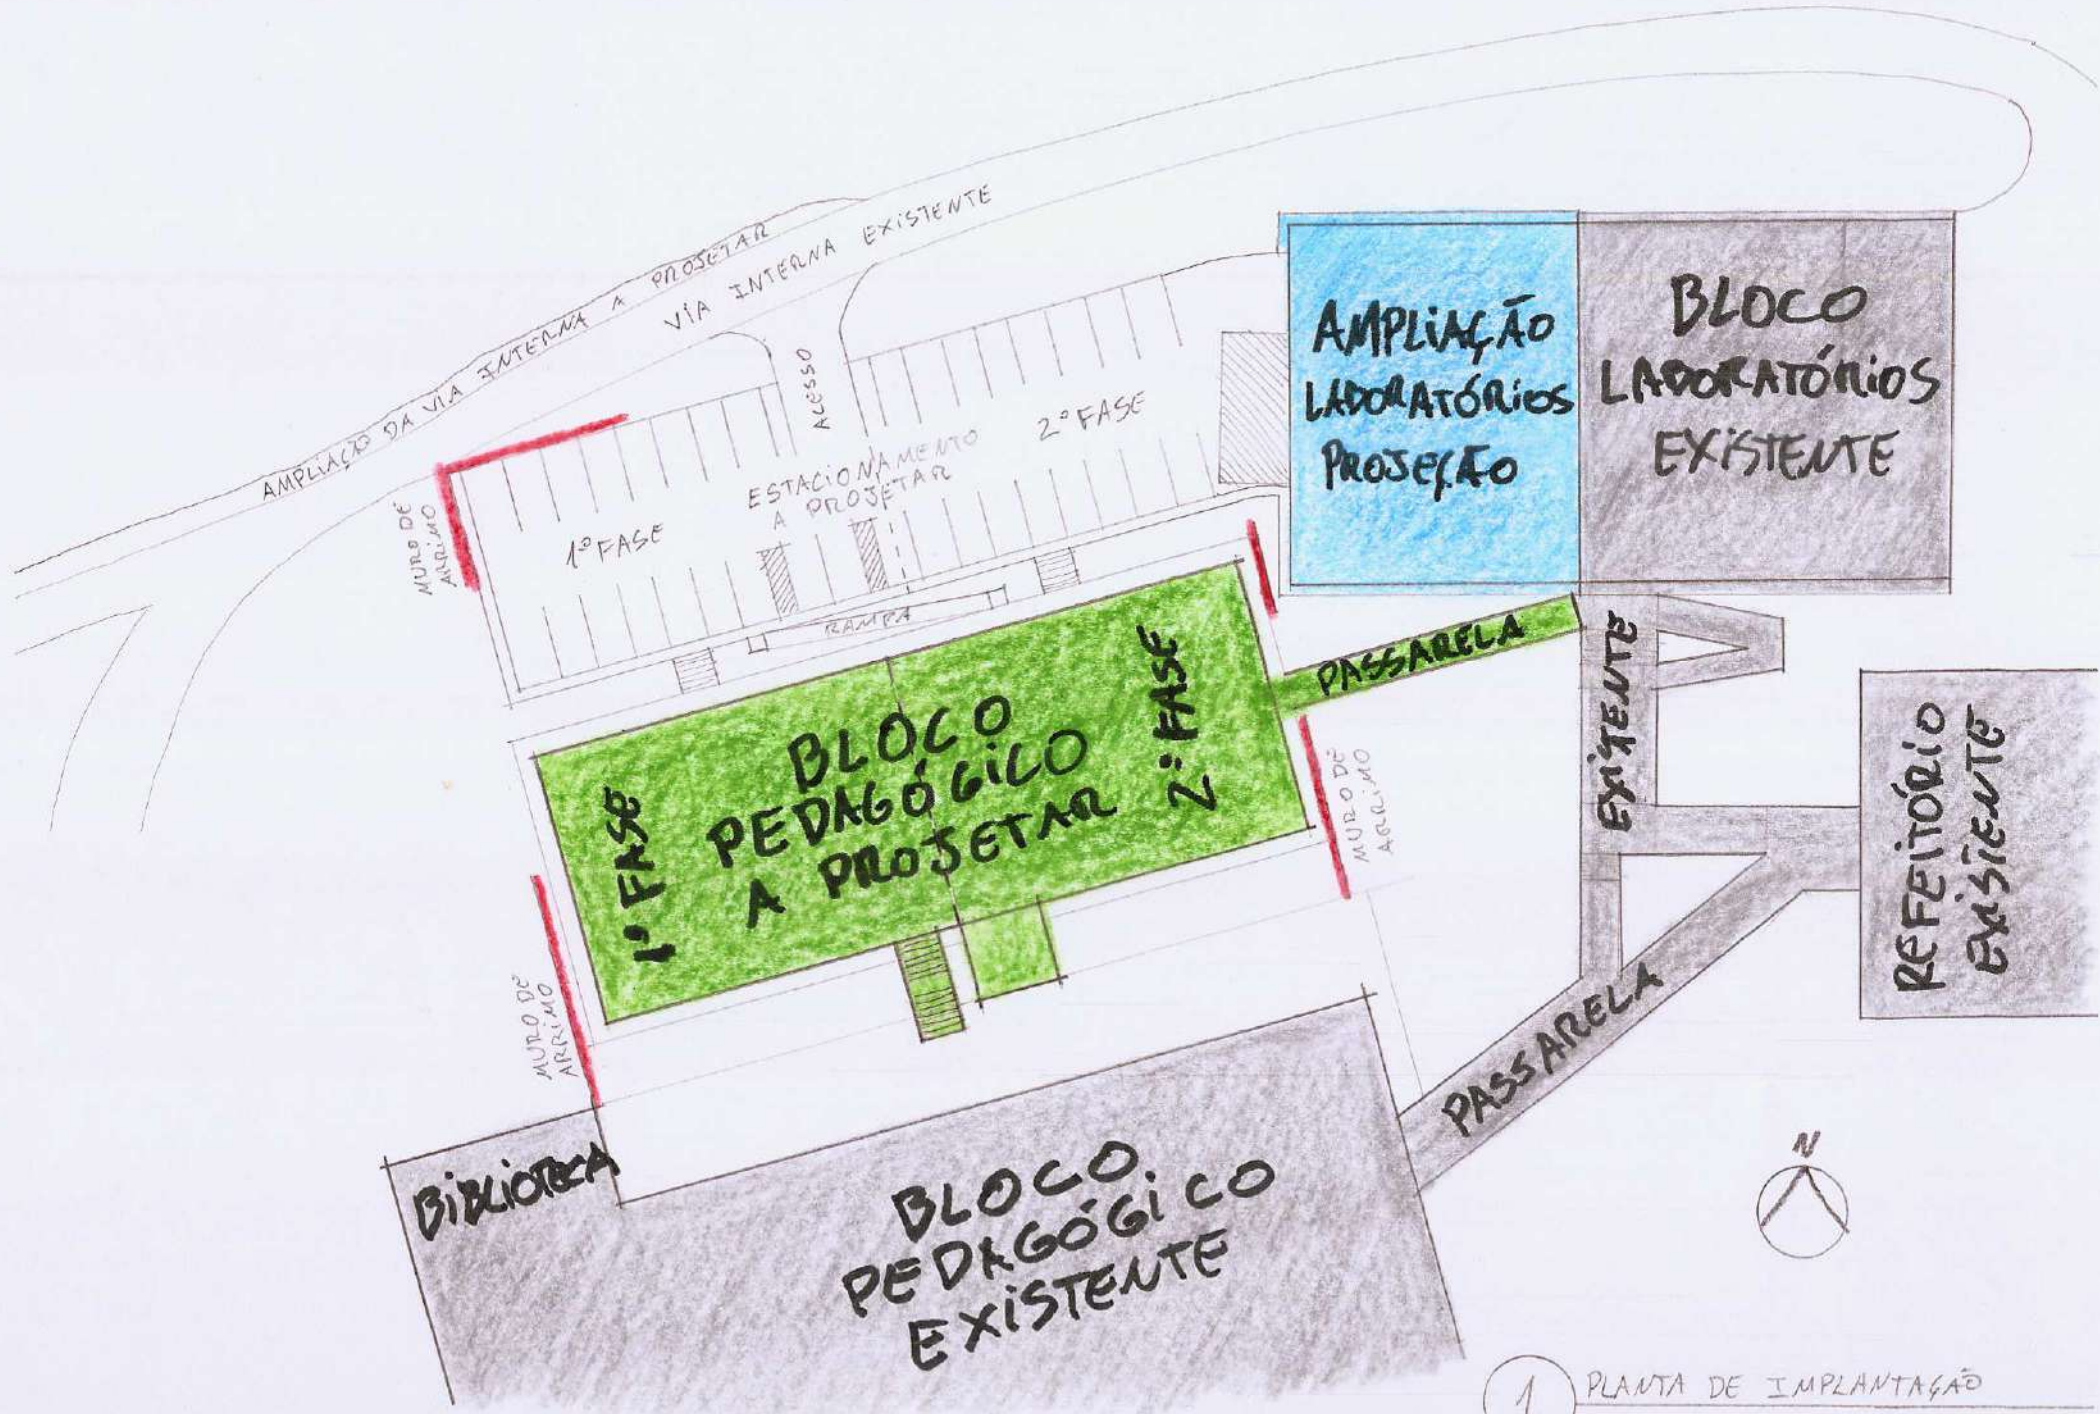 AMPLIAÇÃO DA VIA INTERNA A PROJETAR
VIA INTERNA EXISTENTE
ACESSO
MURO DE
ARRIMO
1º FASE
ESTACIONAMENTO
A PROJETAR
2º FASE
RAMPA
AMPLIAÇÃO
LABORATÓRIOS
PROJEÇÃO
BLOCO
LABORATÓRIOS
EXISTENTE
1º FASE
BLOCO
PEDAGÓGICO
A PROJETAR
2º FASE
PASSARELA
EXISTENTE
MURO DE
ARRIMO
REFEITÓRIO
EXISTENTE
MURO DE
ARRIMO
PASSARELA
BIBLIOTECA
BLOCO
PEDAGÓGICO
EXISTENTE
N
1 PLANTA DE IMPLANTAÇÃO